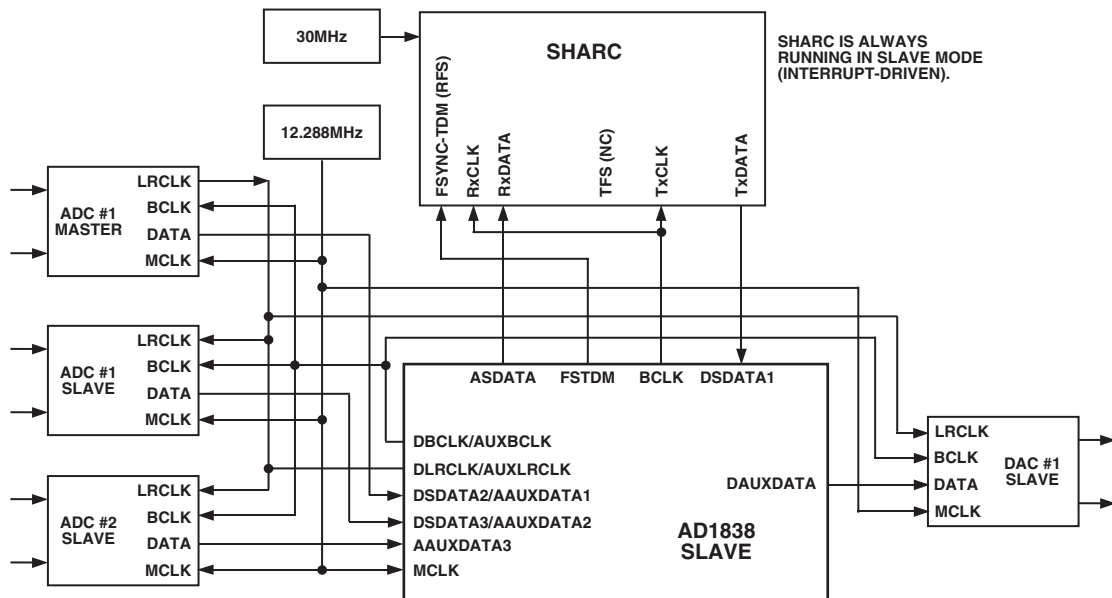 30MHz
SHARC
SHARC IS ALWAYS
RUNNING IN SLAVE MODE
(INTERRUPT-DRIVEN).
12.288MHz
FSYNC-TDM (RFS)
RxCLK
RxDATA
TFS (NC)
TxCLK
TxDATA
ADC #1
MASTER
LRCLK
BCLK
DATA
MCLK
ADC #1
SLAVE
LRCLK
BCLK
DATA
MCLK
ADC #2
SLAVE
LRCLK
BCLK
DATA
MCLK
ASDATA FSTDM BCLK DSDATA1
DBCLK/AUXBCLK
DLRCLK/AUXLRCLK
DSDATA2/AAUXDATA1
DSDATA3/AAUXDATA2
AAUXDATA3
MCLK
DAUXDATA
AD1838
SLAVE
LRCLK
BCLK
DATA
MCLK
DAC #1
SLAVE